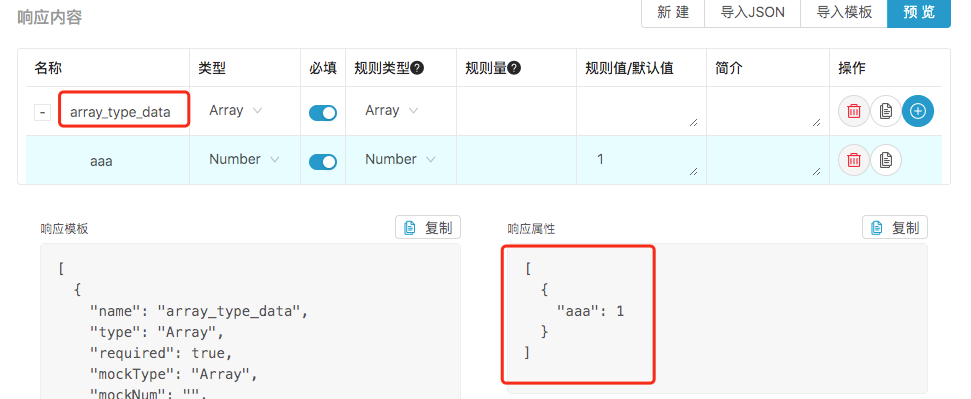 响应内容
新 建 导入JSON 导入模板 预 览
名称 类型 必填 规则类型? 规则量? 规则值/默认值 简介 操作
- array_type_data Array Array
aaa Number Number 1
响应模板 复制 响应属性 复制
[
{
"name": "array_type_data",
"type": "Array",
"required": true,
"mockType": "Array",
"mockNum": "",
[
{
"aaa": 1
}
]